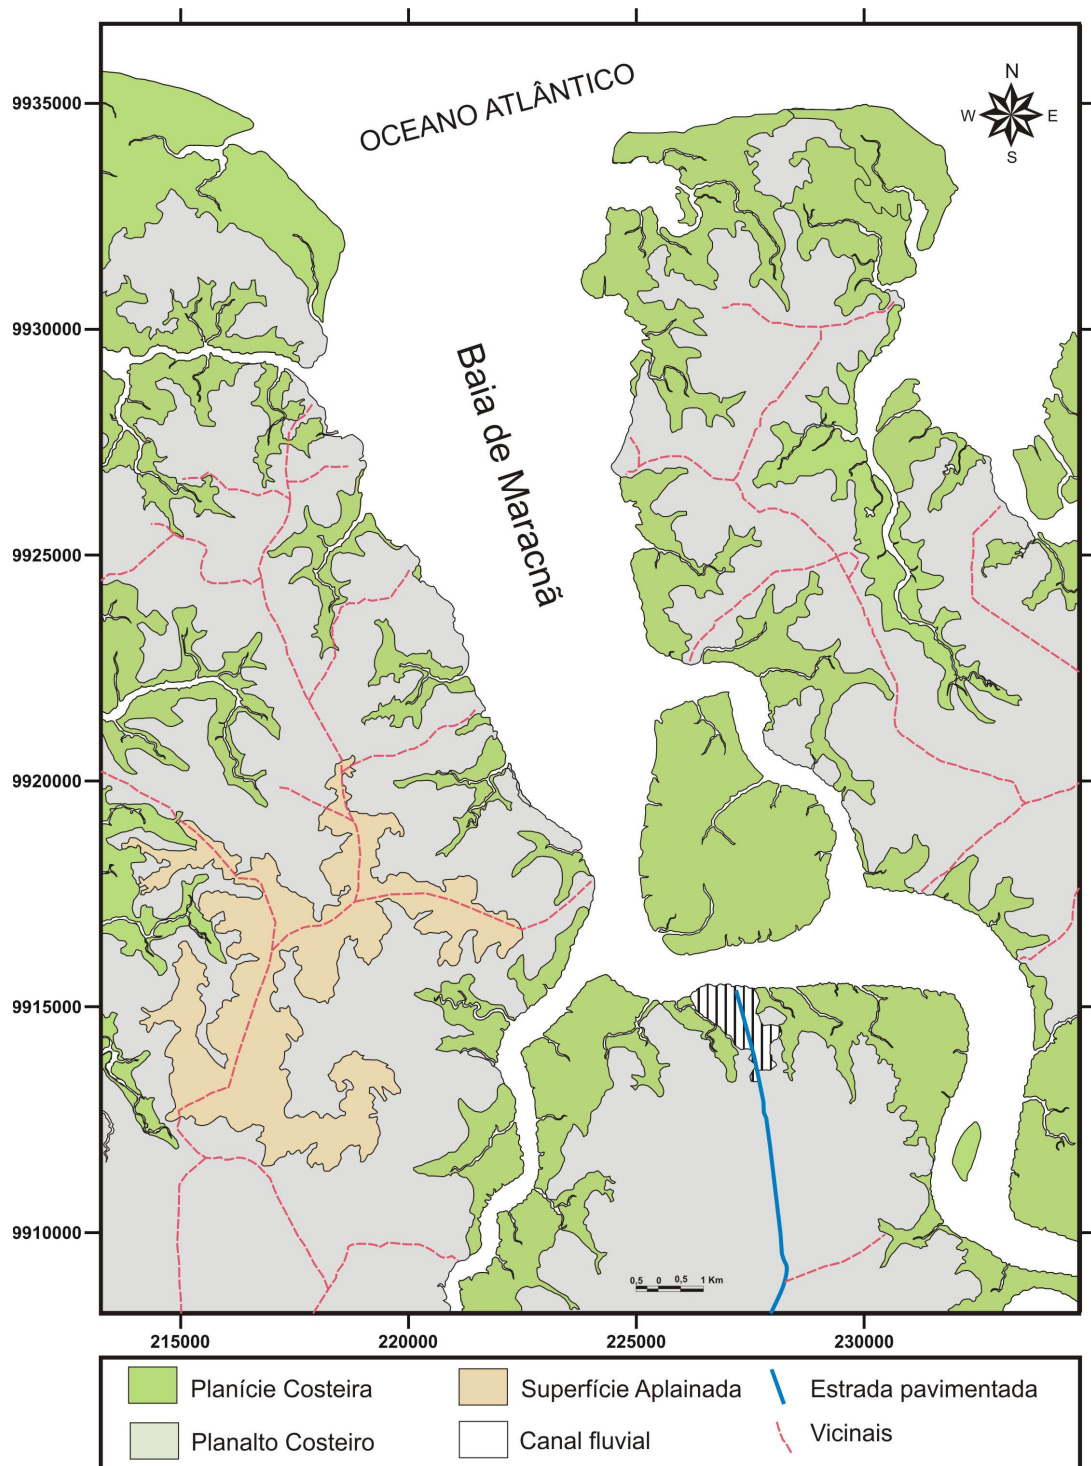 N
W E
S
OCEANO ATLÂNTICO
Baia de Maracnã
9935000
9930000
9925000
9920000
9915000
9910000
0,5 0 0,5 1 Km
215000 220000 225000 230000
Planície Costeira
Superfície Aplainada
Estrada pavimentada
Planalto Costeiro
Canal fluvial
Vicinais